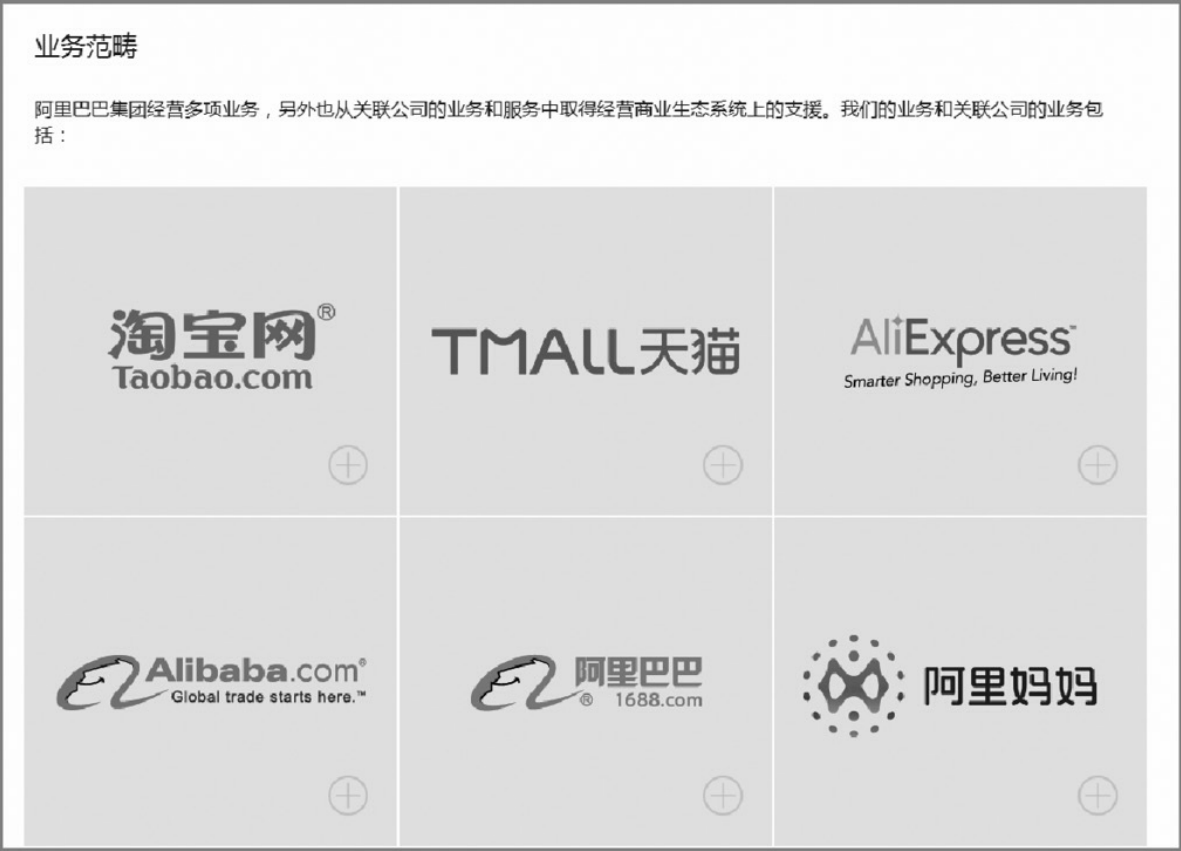 业务范畴
阿里巴巴集团经营多项业务，另外也从关联公司的业务和服务中取得经营商业生态系统上的支援。我们的业务和关联公司的业务包
括：
淘宝网®
Taobao.com
TMALL天猫
AliExpress™
Smarter Shopping, Better Living!
Alibaba.com®
Global trade starts here.™
阿里巴巴
® 1688.com
阿里妈妈